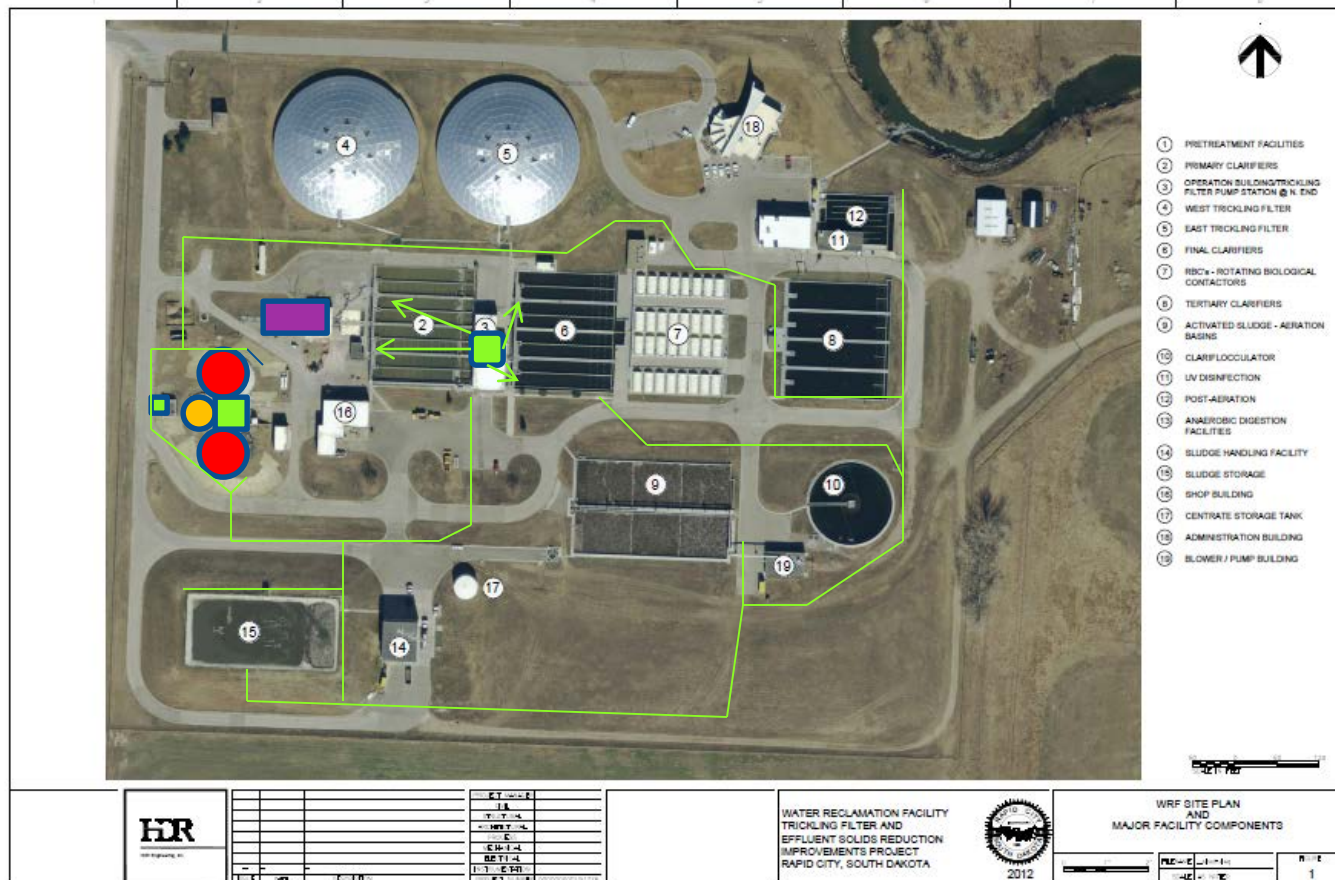 4
5
18
12
11
2
3
6
7
8
16
9
10
19
17
15
14
1 PRETREATMENT FACILITIES
2 PRIMARY CLARIFIERS
3 OPERATION BUILDING/TRICKLING
FILTER PUMP STATION @ N. END
4 WEST TRICKLING FILTER
5 EAST TRICKLING FILTER
6 FINAL CLARIFIERS
7 RBC's - ROTATING BIOLOGICAL
CONTACTORS
8 TERTIARY CLARIFIERS
9 ACTIVATED SLUDGE - AERATION
BASINS
10 CLARIFLOCCULATOR
11 UV DISINFECTION
12 POST-AERATION
13 ANAEROBIC DIGESTION
FACILITIES
14 SLUDGE HANDLING FACILITY
15 SLUDGE STORAGE
16 SHOP BUILDING
17 CENTRATE STORAGE TANK
18 ADMINISTRATION BUILDING
19 BLOWER / PUMP BUILDING
HDR
WATER RECLAMATION FACILITY
TRICKLING FILTER AND
EFFLUENT SOLIDS REDUCTION
IMPROVEMENTS PROJECT
RAPID CITY, SOUTH DAKOTA
RAPID CITY
SOUTH DAKOTA
2012
WRF SITE PLAN
AND
MAJOR FACILITY COMPONENTS
1